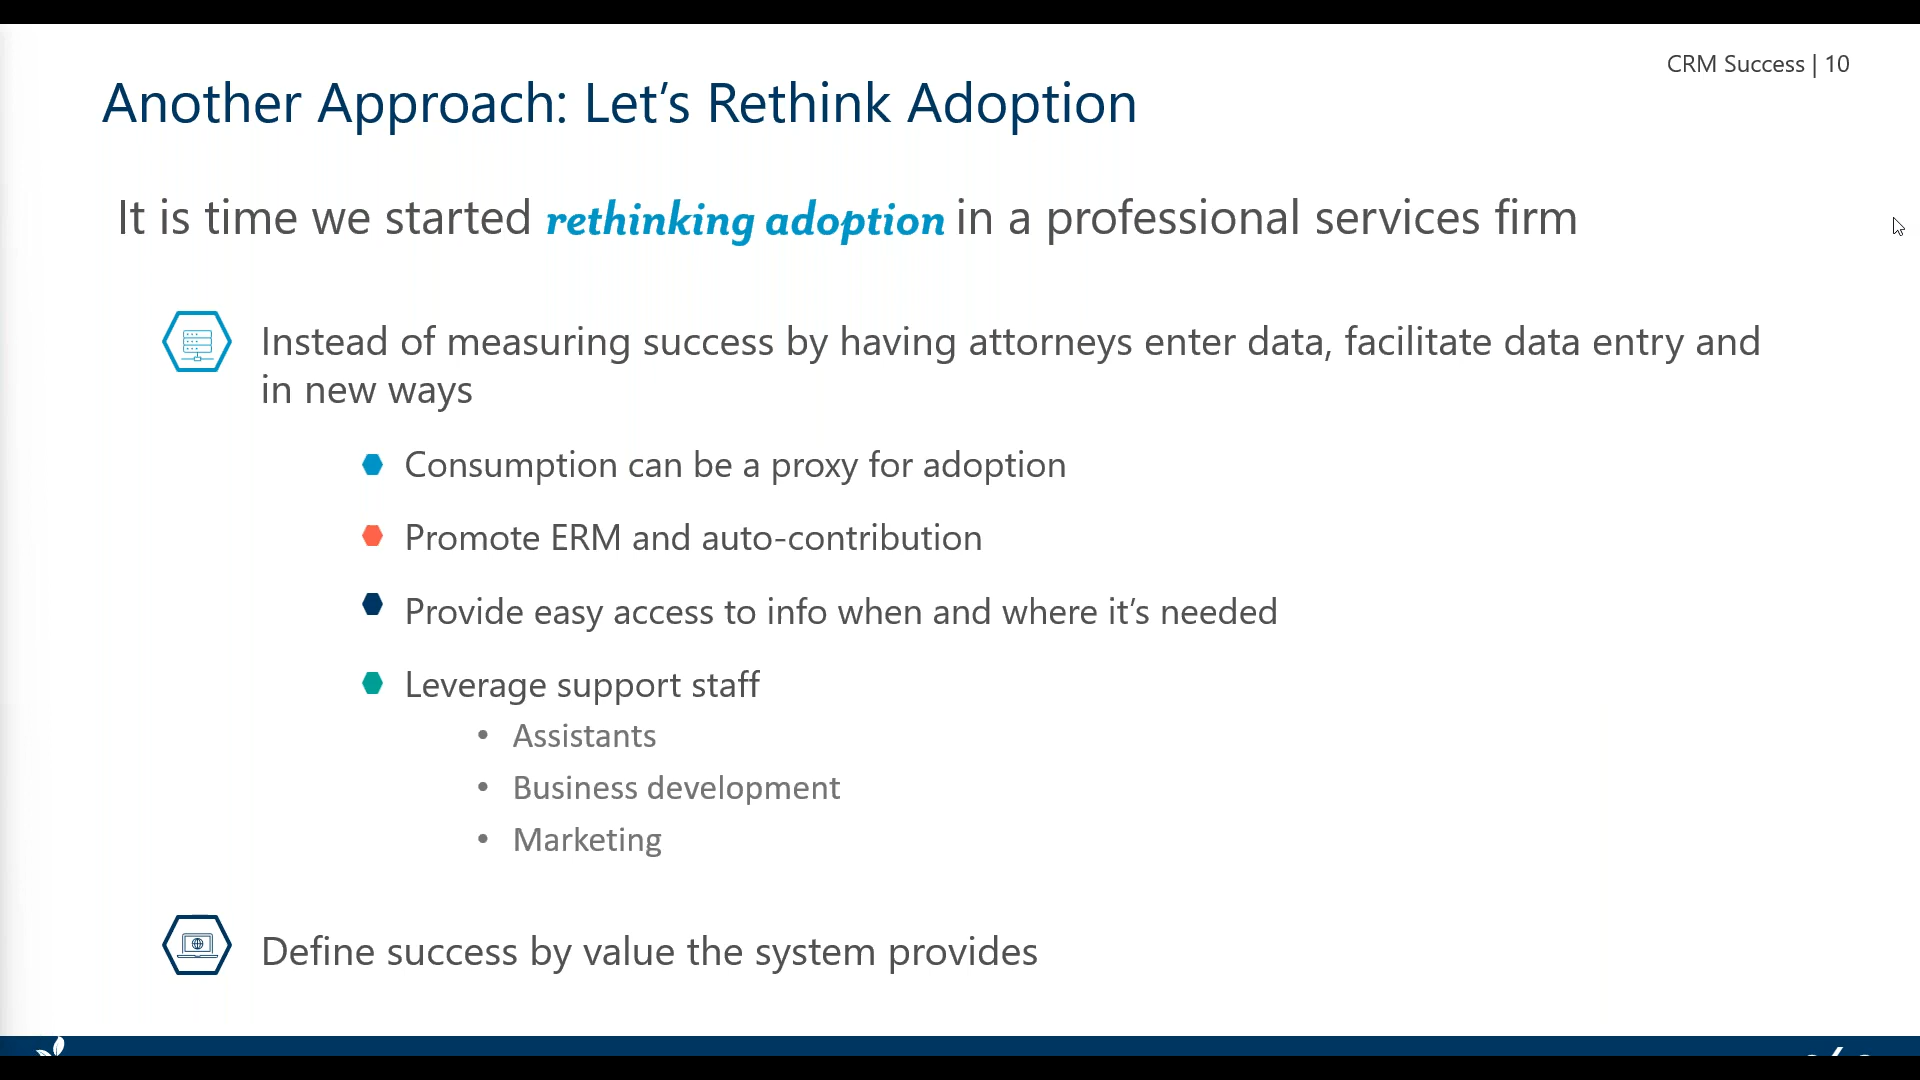 CRM Success | 10
Another Approach: Let’s Rethink Adoption
It is time we started rethinking adoption in a professional services firm
Instead of measuring success by having attorneys enter data, facilitate data entry and
in new ways
Consumption can be a proxy for adoption
Promote ERM and auto-contribution
Provide easy access to info when and where it’s needed
Leverage support staff
• Assistants
• Business development
• Marketing
Define success by value the system provides